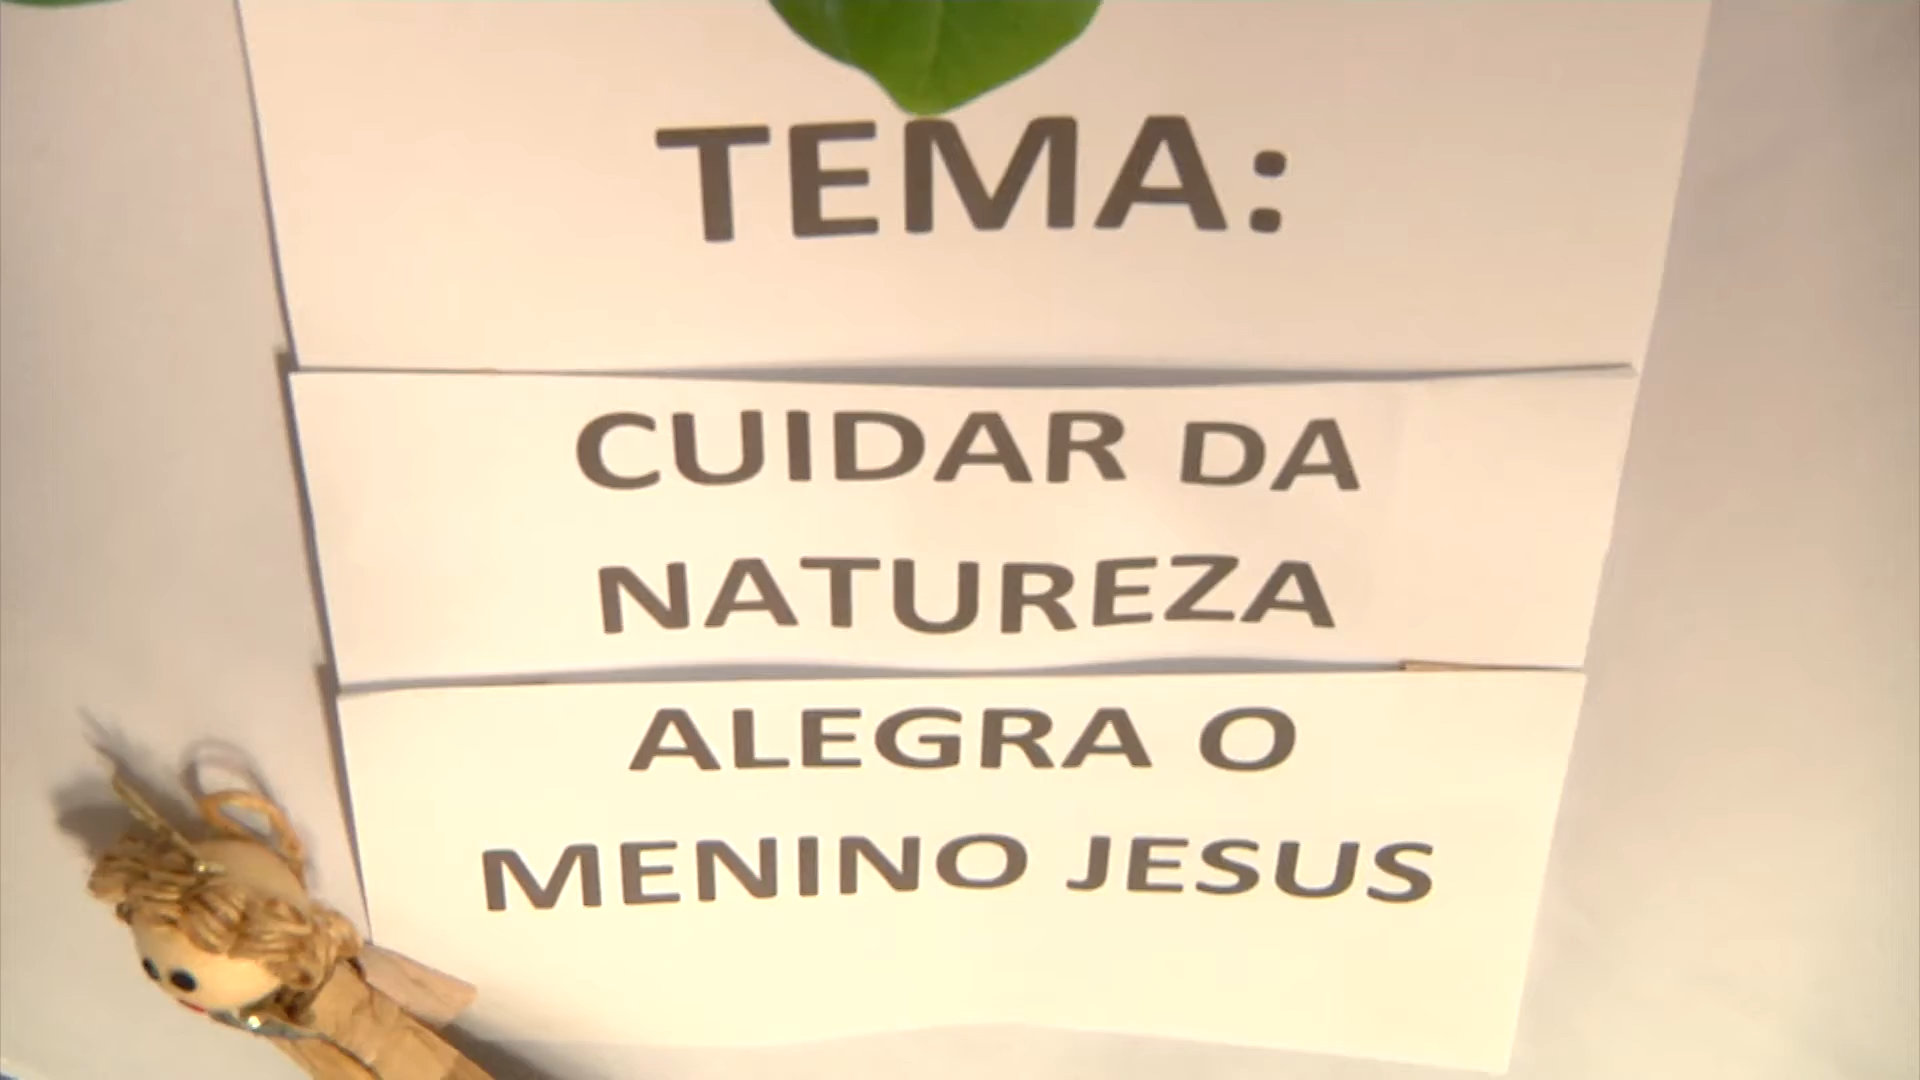 TEMA:
CUIDAR DA
NATUREZA
ALEGRA O
MENINO JESUS